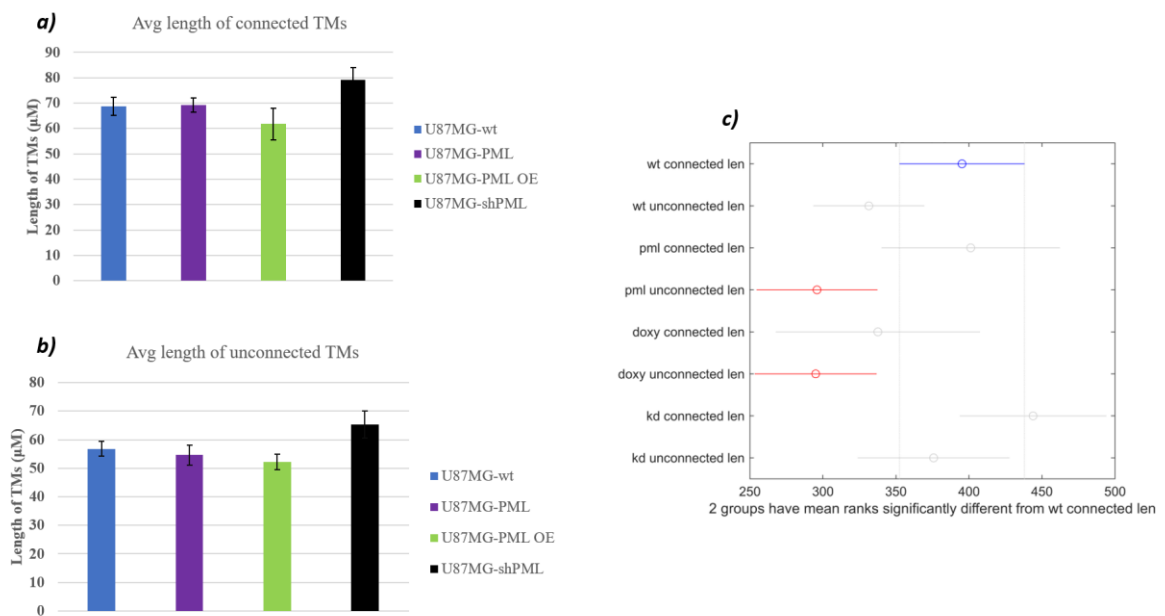 a)
Avg length of connected TMs
Length of TMs (µM)
90
80
70
60
50
40
30
20
10
0
U87MG-wt
U87MG-PML
U87MG-PML OE
U87MG-shPML
b)
Avg length of unconnected TMs
Length of TMs (µM)
80
70
60
50
40
30
20
10
0
U87MG-wt
U87MG-PML
U87MG-PML OE
U87MG-shPML
c)
wt connected len
wt unconnected len
pml connected len
pml unconnected len
doxy connected len
doxy unconnected len
kd connected len
kd unconnected len
250 300 350 400 450 500
2 groups have mean ranks significantly different from wt connected len